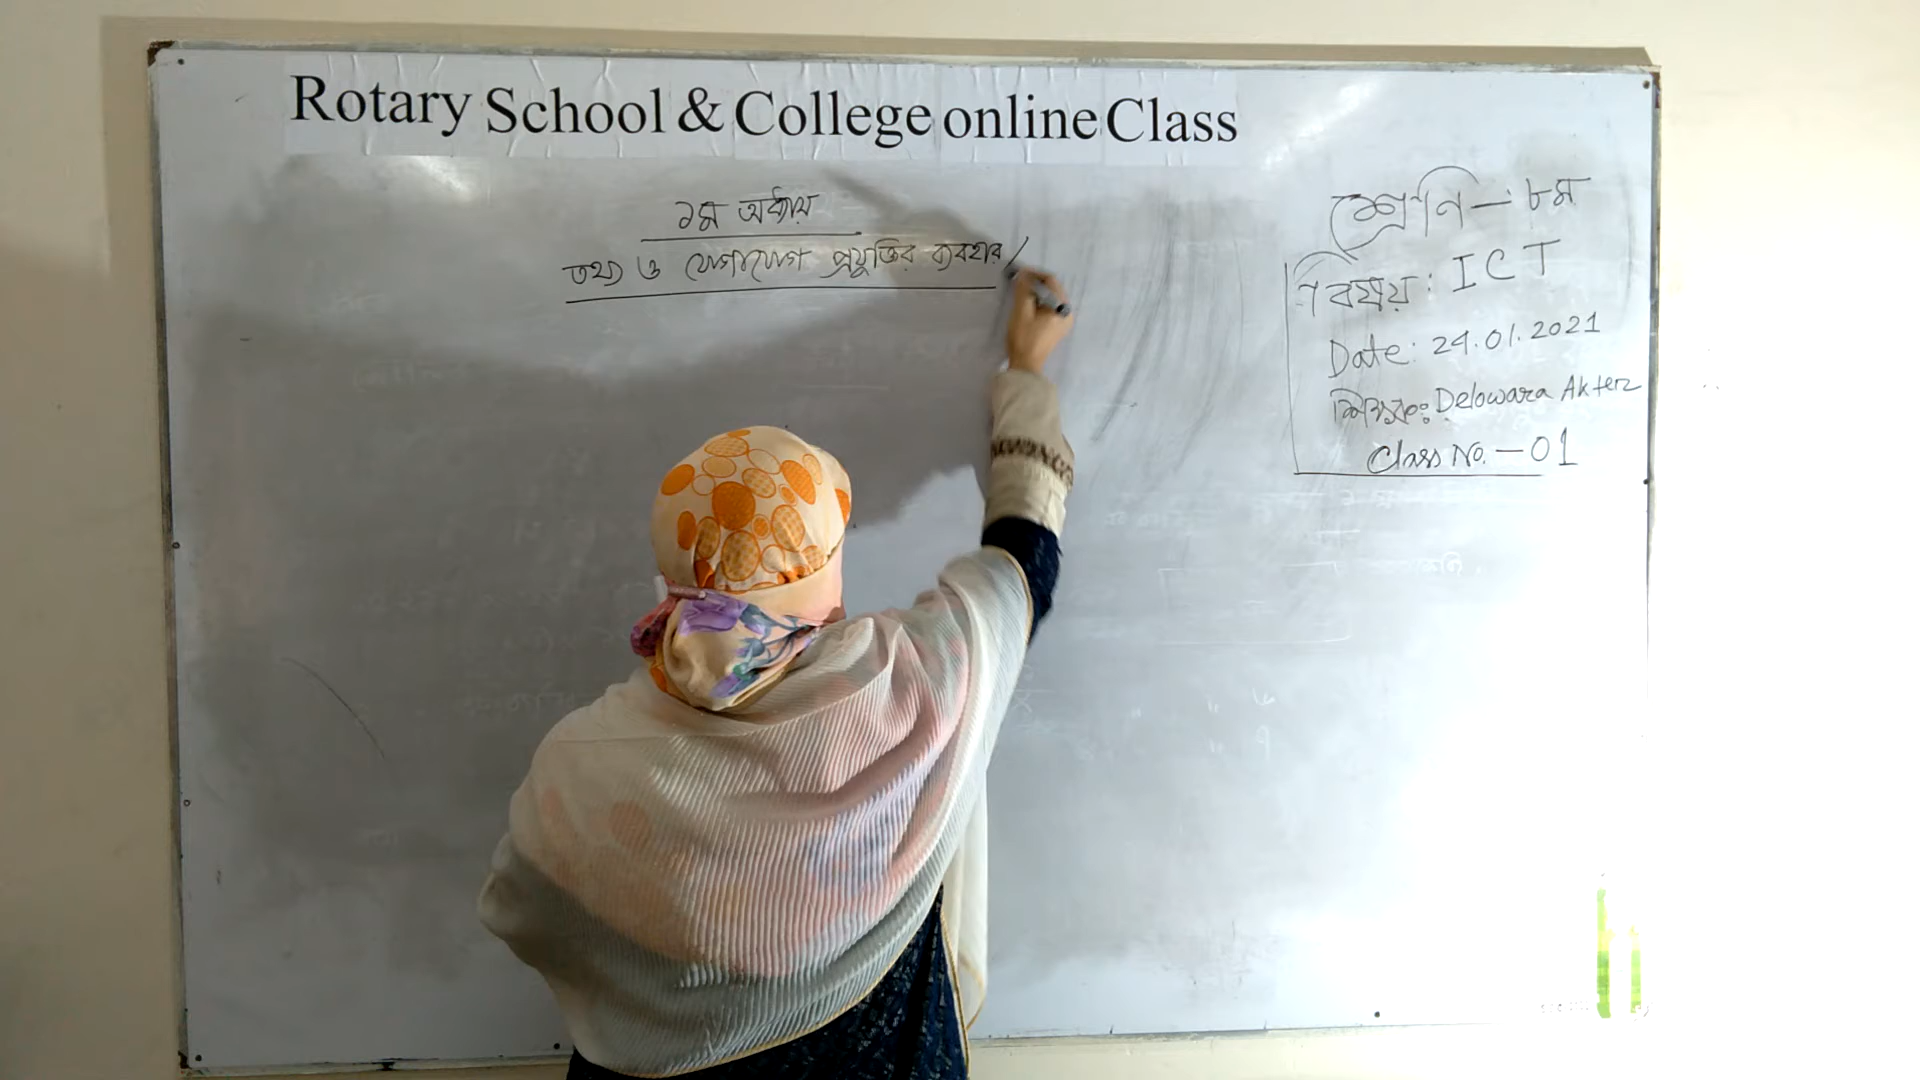 Rotary School & College online Class
১ম অধ্যায়
তথ্য ও যোগাযোগ প্রযুক্তির ব্যবহার /
শ্রেণি - ৮ম
বিষয় : ICT
Date: 24.01.2021
শিক্ষকঃ Delowara Akter
Class No. - 01